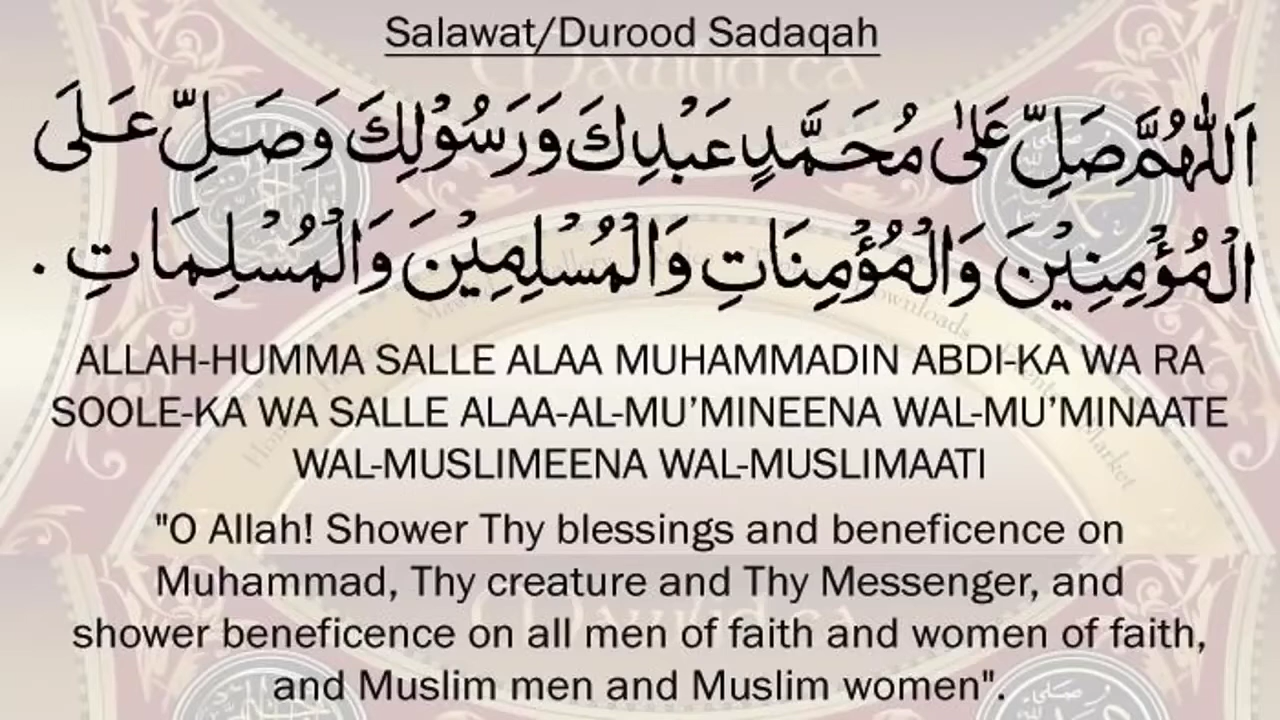 Salawat/Durood Sadaqah
اَللّٰهُمَّ صَلِّ عَلٰى مُحَمَّدٍ عَبْدِكَ وَرَسُوْلِكَ وَصَلِّ عَلَى
الْمُؤْمِنِيْنَ وَالْمُؤْمِنَاتِ وَالْمُسْلِمِيْنَ وَالْمُسْلِمَاتِ .
ALLAH-HUMMA SALLE ALAA MUHAMMADIN ABDI-KA WA RA
SOOLE-KA WA SALLE ALAA-AL-MU’MINEENA WAL-MU’MINAATE
WAL-MUSLIMEENA WAL-MUSLIMAATI
"O Allah! Shower Thy blessings and beneficence on
Muhammad, Thy creature and Thy Messenger, and
shower beneficence on all men of faith and women of faith,
and Muslim men and Muslim women".